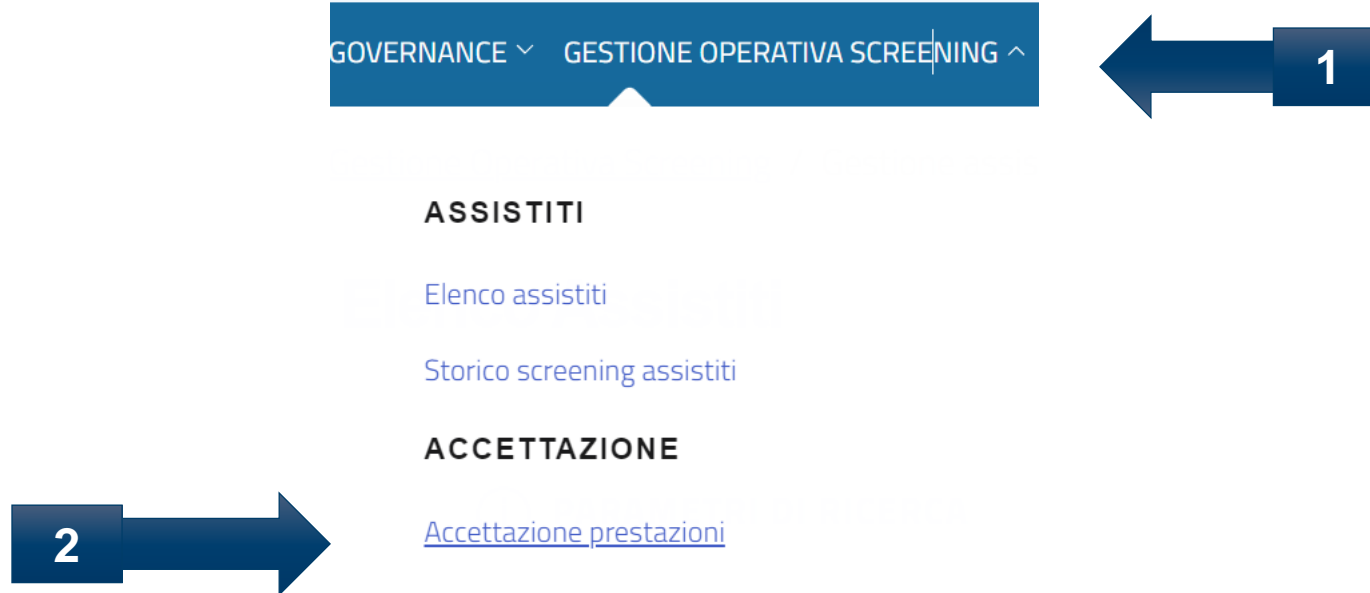 GOVERNANCE GESTIONE OPERATIVA SCREENING
1
ASSISTITI
Elenco assistiti
Storico screening assistiti
ACCETTAZIONE
2
Accettazione prestazioni